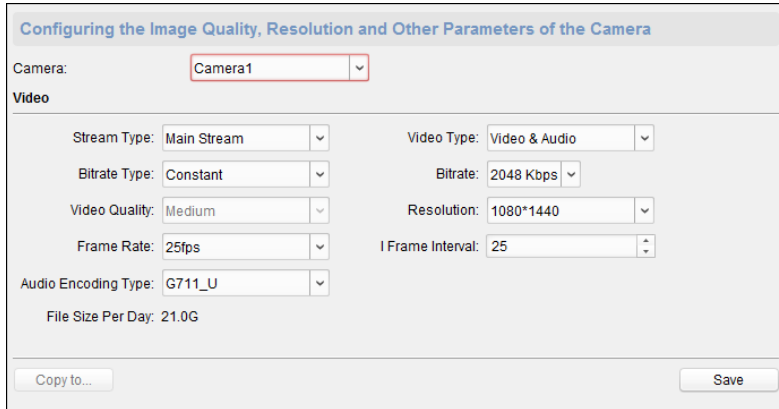 Configuring the Image Quality, Resolution and Other Parameters of the Camera
Camera: Camera1
Video
Stream Type: Main Stream Video Type: Video & Audio
Bitrate Type: Constant Bitrate: 2048 Kbps
Video Quality: Medium Resolution: 1080*1440
Frame Rate: 25fps I Frame Interval: 25
Audio Encoding Type: G711_U
File Size Per Day: 21.0G
Copy to... Save